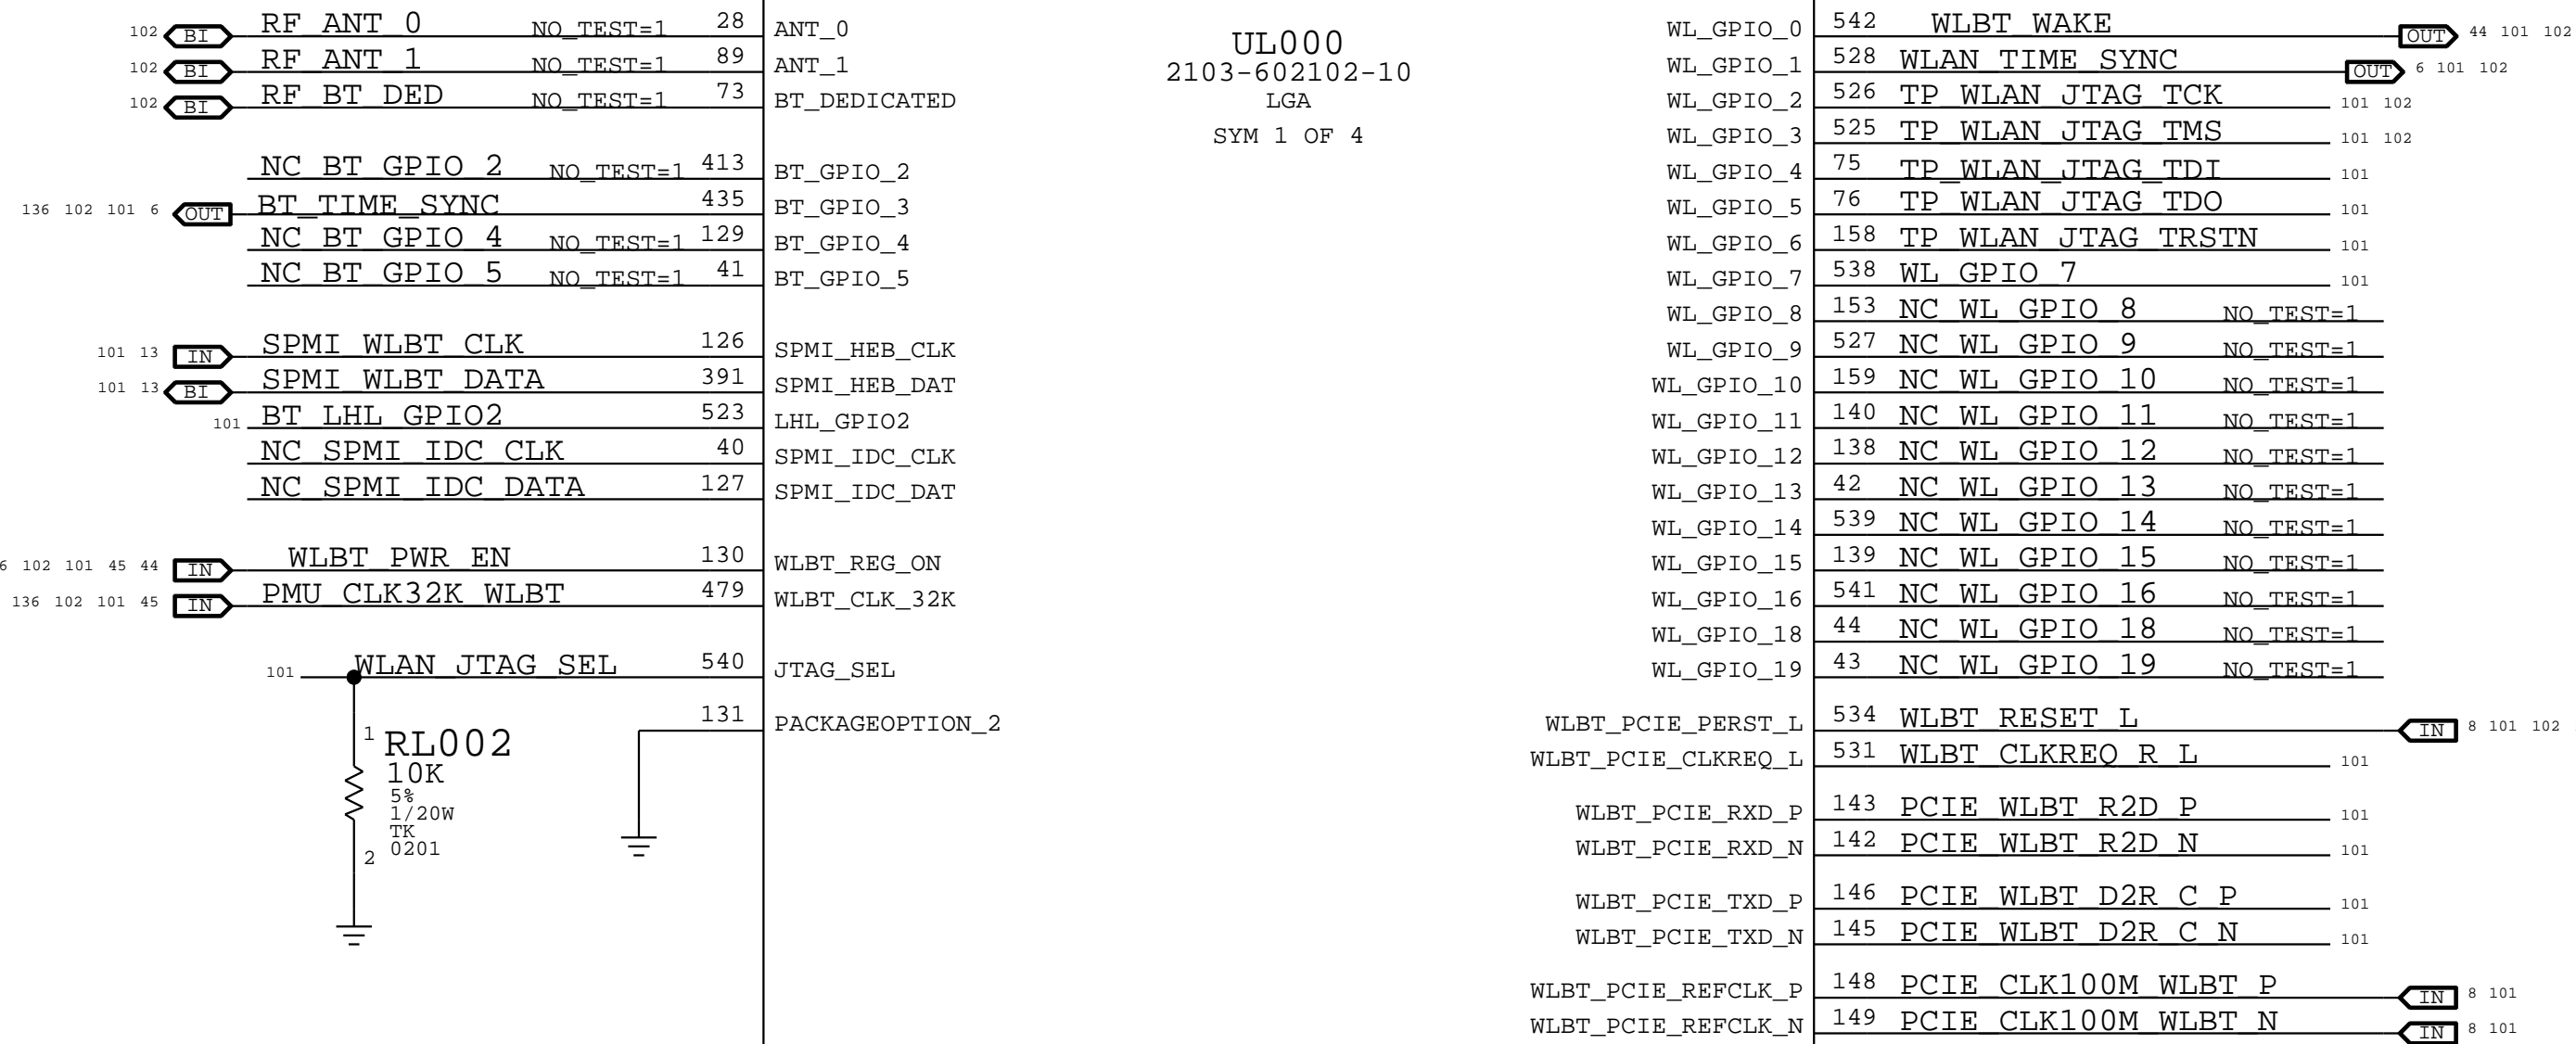 102 BI RF_ANT_0 NO_TEST=1 28 ANT_0
102 BI RF_ANT_1 NO_TEST=1 89 ANT_1
102 BI RF_BT_DED NO_TEST=1 73 BT_DEDICATED
NC_BT_GPIO_2 NO_TEST=1 413 BT_GPIO_2
136 102 101 6 OUT BT_TIME_SYNC 435 BT_GPIO_3
NC_BT_GPIO_4 NO_TEST=1 129 BT_GPIO_4
NC_BT_GPIO_5 NO_TEST=1 41 BT_GPIO_5
101 13 IN SPMI_WLBT_CLK 126 SPMI_HEB_CLK
101 13 BI SPMI_WLBT_DATA 391 SPMI_HEB_DAT
101 BT_LHL_GPIO2 523 LHL_GPIO2
NC_SPMI_IDC_CLK 40 SPMI_IDC_CLK
NC_SPMI_IDC_DATA 127 SPMI_IDC_DAT
6 102 101 45 44 IN WLBT_PWR_EN 130 WLBT_REG_ON
136 102 101 45 IN PMU_CLK32K_WLBT 479 WLBT_CLK_32K
101 WLAN_JTAG_SEL 540 JTAG_SEL
131 PACKAGEOPTION_2
1 RL002
10K
5%
1/20W
TK
2 0201
UL000
2103-602102-10
LGA
SYM 1 OF 4
WL_GPIO_0 542 WLBT_WAKE OUT 44 101 102
WL_GPIO_1 528 WLAN_TIME_SYNC OUT 6 101 102
WL_GPIO_2 526 TP_WLAN_JTAG_TCK 101 102
WL_GPIO_3 525 TP_WLAN_JTAG_TMS 101 102
WL_GPIO_4 75 TP_WLAN_JTAG_TDI 101
WL_GPIO_5 76 TP_WLAN_JTAG_TDO 101
WL_GPIO_6 158 TP_WLAN_JTAG_TRSTN 101
WL_GPIO_7 538 WL_GPIO_7 101
WL_GPIO_8 153 NC_WL_GPIO_8 NO_TEST=1
WL_GPIO_9 527 NC_WL_GPIO_9 NO_TEST=1
WL_GPIO_10 159 NC_WL_GPIO_10 NO_TEST=1
WL_GPIO_11 140 NC_WL_GPIO_11 NO_TEST=1
WL_GPIO_12 138 NC_WL_GPIO_12 NO_TEST=1
WL_GPIO_13 42 NC_WL_GPIO_13 NO_TEST=1
WL_GPIO_14 539 NC_WL_GPIO_14 NO_TEST=1
WL_GPIO_15 139 NC_WL_GPIO_15 NO_TEST=1
WL_GPIO_16 541 NC_WL_GPIO_16 NO_TEST=1
WL_GPIO_18 44 NC_WL_GPIO_18 NO_TEST=1
WL_GPIO_19 43 NC_WL_GPIO_19 NO_TEST=1
WLBT_PCIE_PERST_L 534 WLBT_RESET_L IN 8 101 102
WLBT_PCIE_CLKREQ_L 531 WLBT_CLKREQ_R_L 101
WLBT_PCIE_RXD_P 143 PCIE_WLBT_R2D_P 101
WLBT_PCIE_RXD_N 142 PCIE_WLBT_R2D_N 101
WLBT_PCIE_TXD_P 146 PCIE_WLBT_D2R_C_P 101
WLBT_PCIE_TXD_N 145 PCIE_WLBT_D2R_C_N 101
WLBT_PCIE_REFCLK_P 148 PCIE_CLK100M_WLBT_P IN 8 101
WLBT_PCIE_REFCLK_N 149 PCIE_CLK100M_WLBT_N IN 8 101